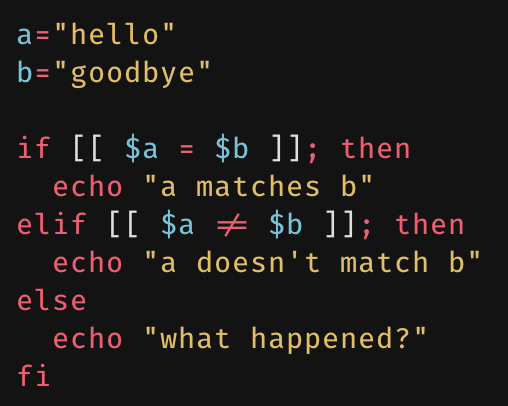 a="hello"
b="goodbye"

if [[ $a = $b ]]; then
  echo "a matches b"
elif [[ $a != $b ]]; then
  echo "a doesn't match b"
else
  echo "what happened?"
fi